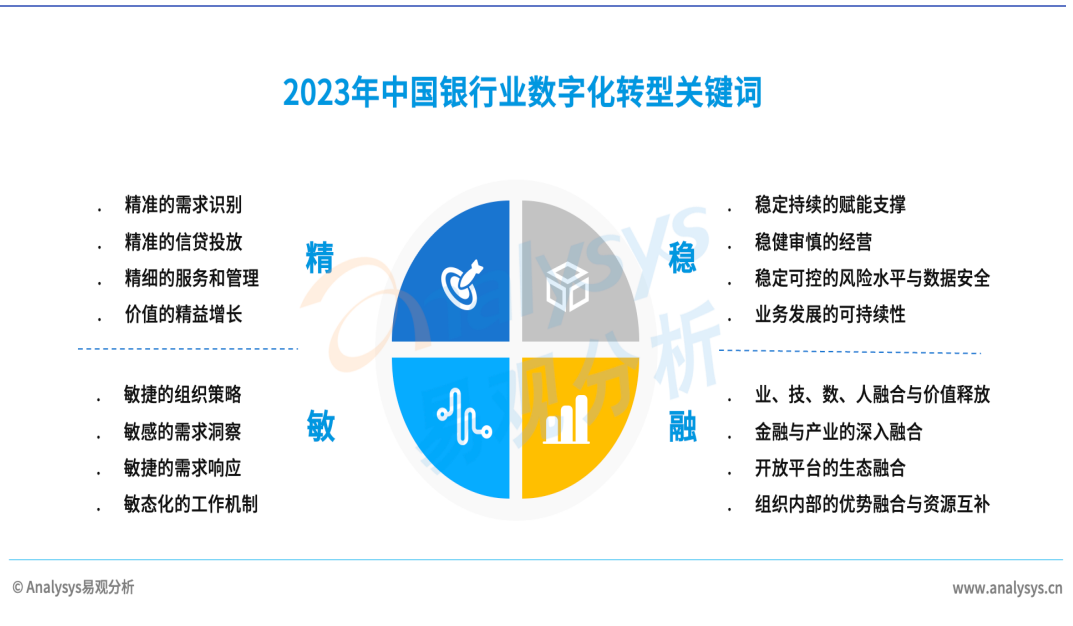 2023年中国银行业数字化转型关键词
. 精准的需求识别
. 精准的信贷投放
. 精细的服务和管理
. 价值的精益增长
精
稳
. 稳定持续的赋能支撑
. 稳健审慎的经营
. 稳定可控的风险水平与数据安全
. 业务发展的可持续性
. 敏捷的组织策略
. 敏感的需求洞察
. 敏捷的需求响应
. 敏态化的工作机制
敏
融
. 业、技、数、人融合与价值释放
. 金融与产业的深入融合
. 开放平台的生态融合
. 组织内部的优势融合与资源互补
analysys
易观分析
© Analysys易观分析
www.analysys.cn